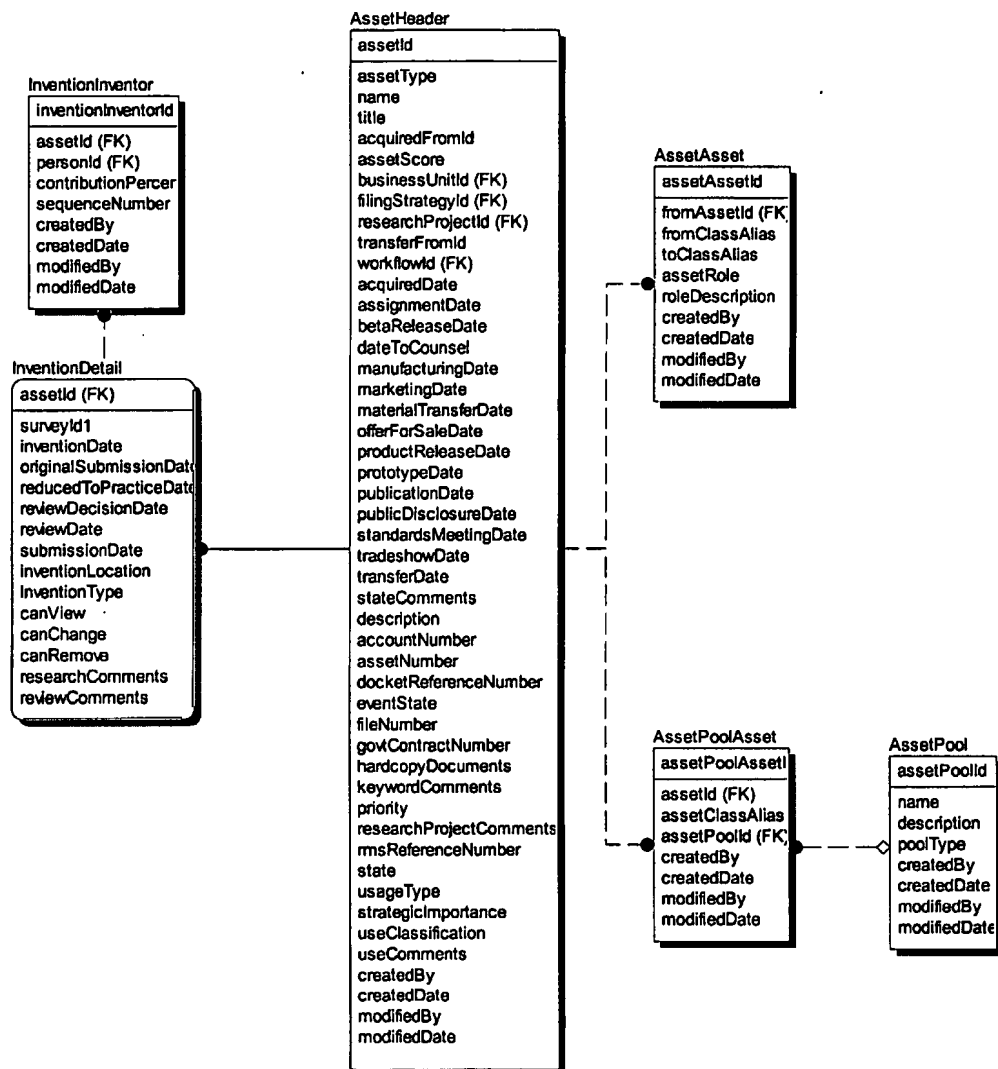 AssetHeader
assetId
assetType
name
title
acquiredFromId
assetScore
businessUnitId (FK)
filingStrategyId (FK)
researchProjectId (FK)
transferFromId
workflowId (FK)
acquiredDate
assignmentDate
betaReleaseDate
dateToCounsel
manufacturingDate
marketingDate
materialTransferDate
offerForSaleDate
productReleaseDate
prototypeDate
publicationDate
publicDisclosureDate
standardsMeetingDate
tradeshowDate
transferDate
stateComments
description
accountNumber
assetNumber
docketReferenceNumber
eventState
fileNumber
govtContractNumber
hardcopyDocuments
keywordComments
priority
researchProjectComments
rmsReferenceNumber
state
usageType
strategicImportance
useClassification
useComments
createdBy
createdDate
modifiedBy
modifiedDate
InventionInventor
inventionInventorId
assetId (FK)
personId (FK)
contributionPercer
sequenceNumber
createdBy
createdDate
modifiedBy
modifiedDate
InventionDetail
assetId (FK)
surveyId1
inventionDate
originalSubmissionDate
reducedToPracticeDate
reviewDecisionDate
reviewDate
submissionDate
inventionLocation
InventionType
canView
canChange
canRemove
researchComments
reviewComments
AssetAsset
assetAssetId
fromAssetId (FK)
fromClassAlias
toClassAlias
assetRole
roleDescription
createdBy
createdDate
modifiedBy
modifiedDate
AssetPoolAsset
assetPoolAssetI
assetId (FK)
assetClassAlias
assetPoolId (FK)
createdBy
createdDate
modifiedBy
modifiedDate
AssetPool
assetPoolId
name
description
poolType
createdBy
createdDate
modifiedBy
modifiedDate